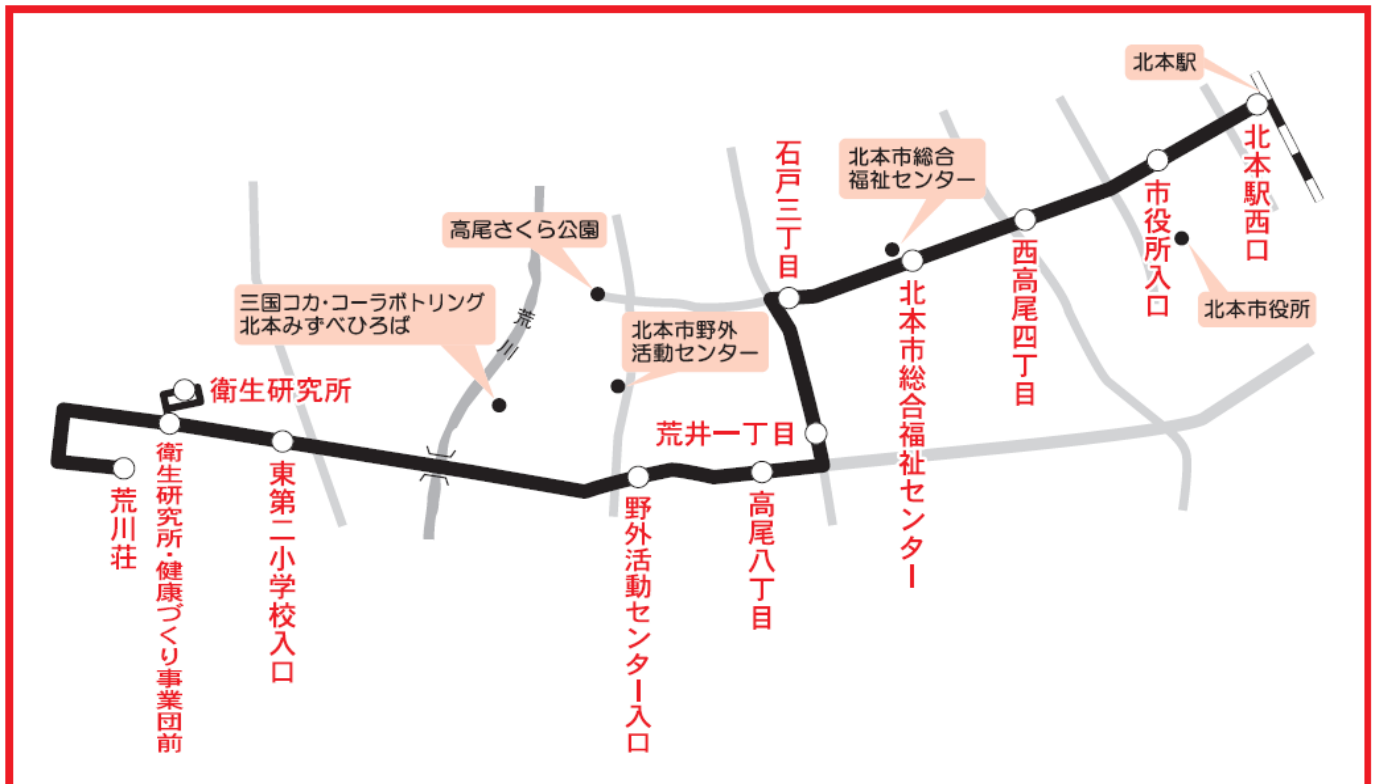 北本駅
北本駅西口
市役所入口
北本市役所
西高尾四丁目
北本市総合
福祉センター
北本市総合福祉センター
石戸三丁目
高尾さくら公園
荒川
三国コカ・コーラボトリング
北本みずべひろば
北本市野外
活動センター
荒井一丁目
高尾八丁目
野外活動センター入口
東第二小学校入口
衛生研究所
衛生研究所・健康づくり事業団前
荒川荘